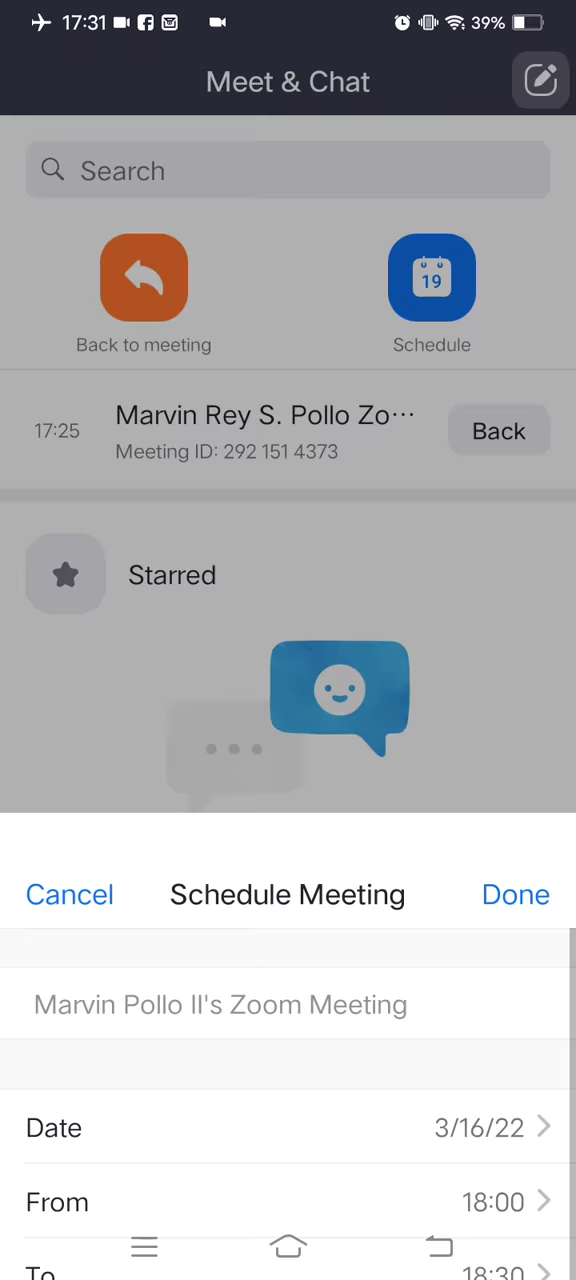 17:31
39%
Meet & Chat
Search
19
Back to meeting
Schedule
17:25
Marvin Rey S. Pollo Zo···
Meeting ID: 292 151 4373
Back
Starred
Cancel
Schedule Meeting
Done
Marvin Pollo II's Zoom Meeting
Date
3/16/22
From
18:00
To
18:30